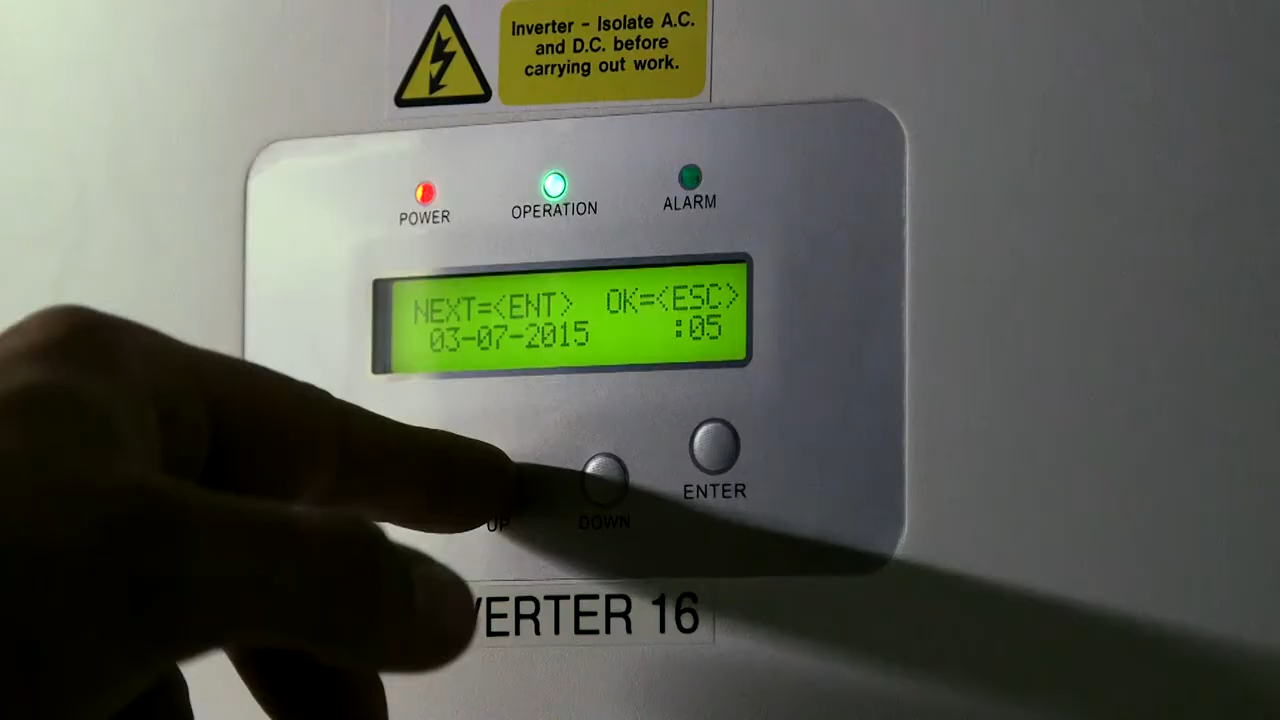 Inverter - Isolate A.C.
and D.C. before
carrying out work.
POWER
OPERATION
ALARM
NEXT=<ENT> OK=<ESC>
03-07-2015 :05
UP
DOWN
ENTER
VERTER 16